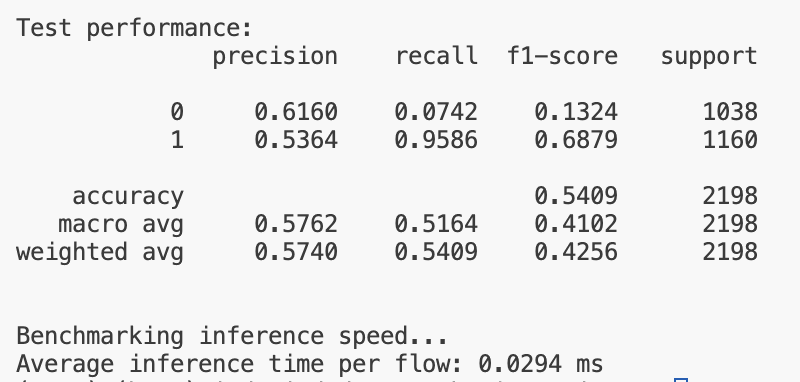 Test performance:
precision recall f1-score support
0 0.6160 0.0742 0.1324 1038
1 0.5364 0.9586 0.6879 1160
accuracy 0.5409 2198
macro avg 0.5762 0.5164 0.4102 2198
weighted avg 0.5740 0.5409 0.4256 2198
Benchmarking inference speed...
Average inference time per flow: 0.0294 ms